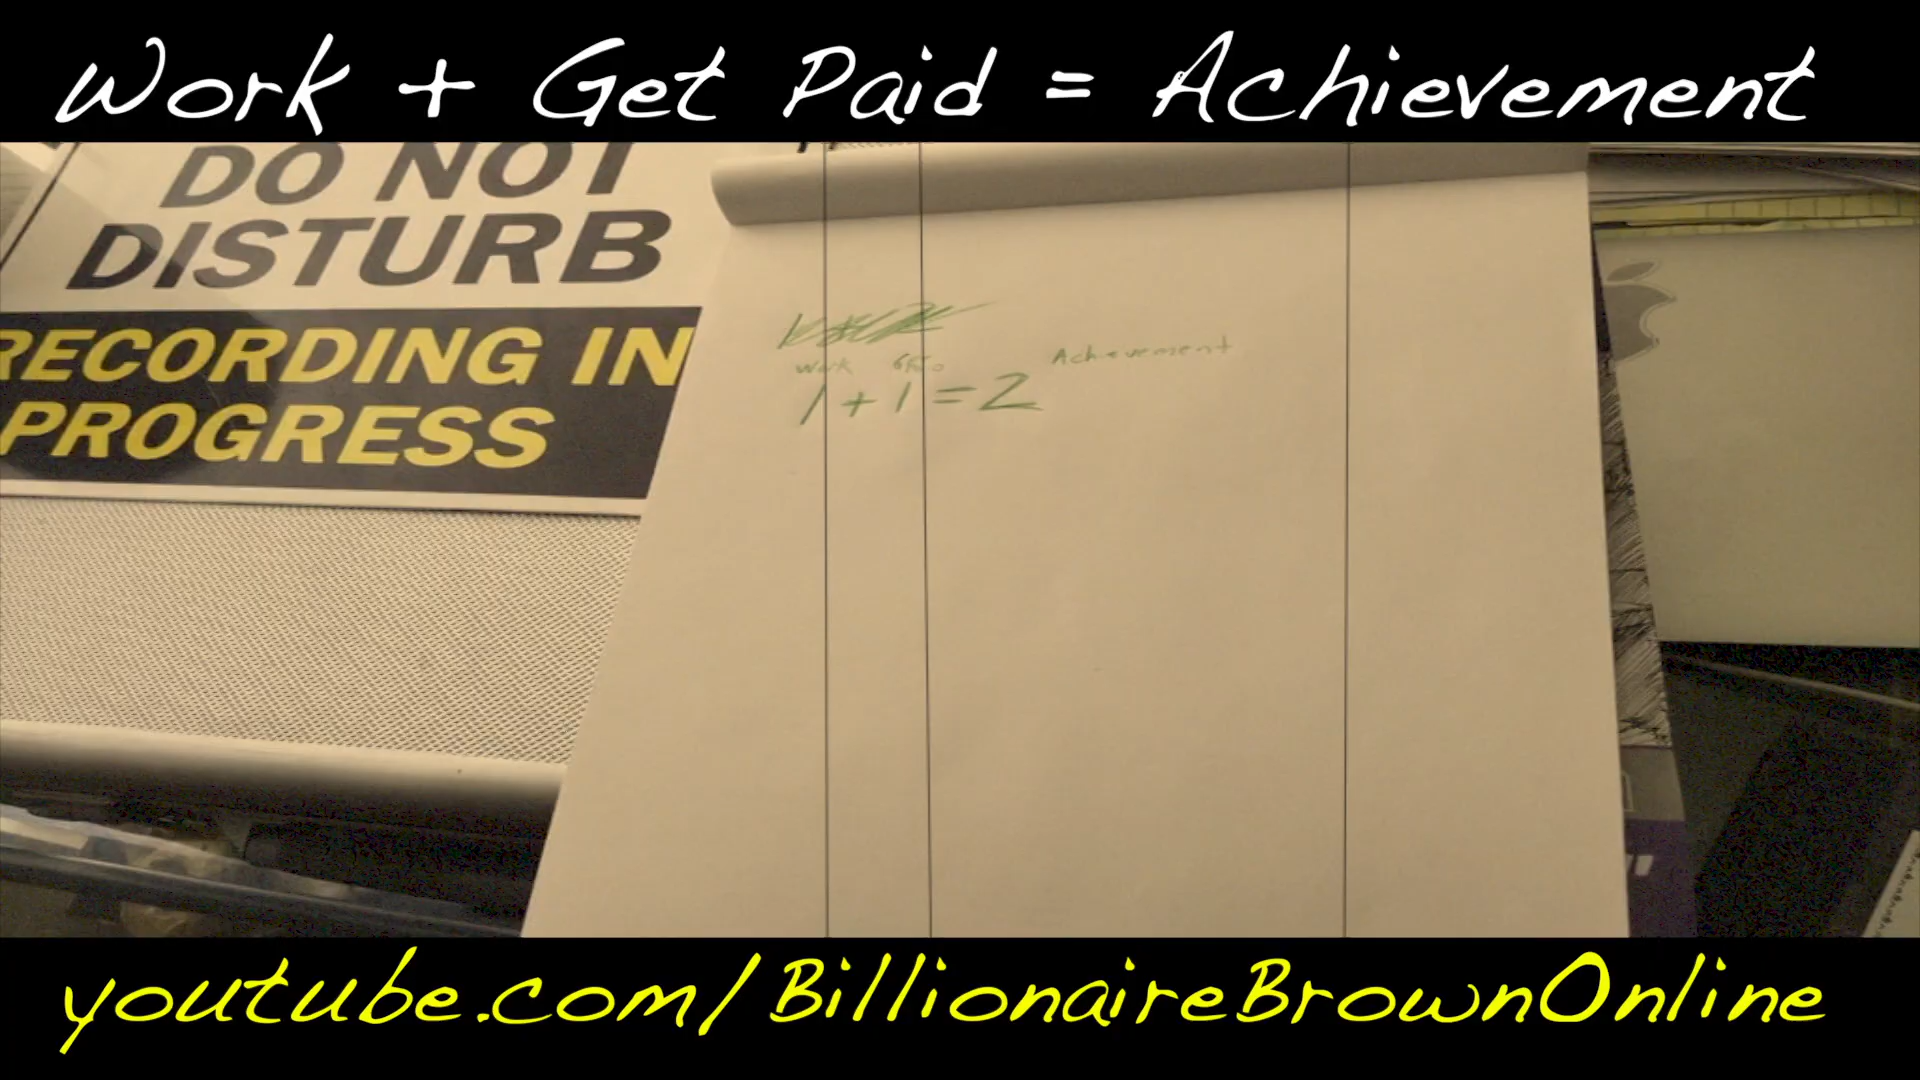 Work + Get Paid = Achievement
DO NOT
DISTURB
RECORDING IN
PROGRESS
Work
Achievement
1 + 1 = 2
youtube.com/BillionaireBrownOnline